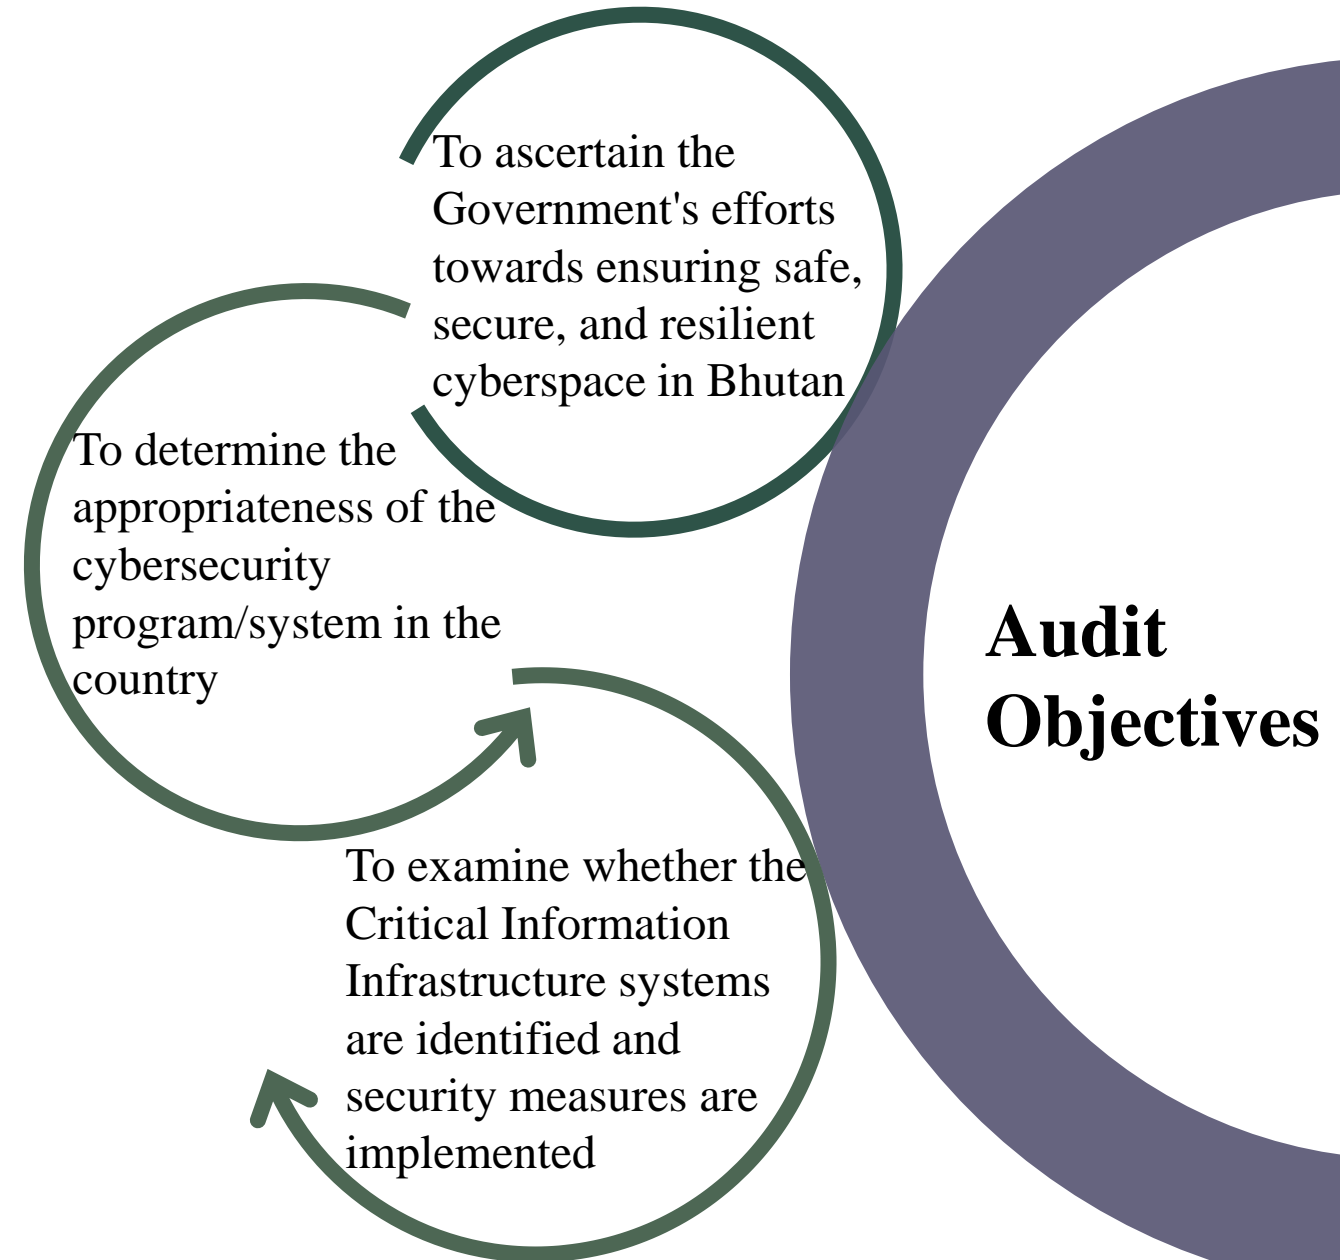 To ascertain the
Government's efforts
towards ensuring safe,
secure, and resilient
cyberspace in Bhutan
To determine the
appropriateness of the
cybersecurity
program/system in the
country
To examine whether the
Critical Information
Infrastructure systems
are identified and
security measures are
implemented
Audit
Objectives